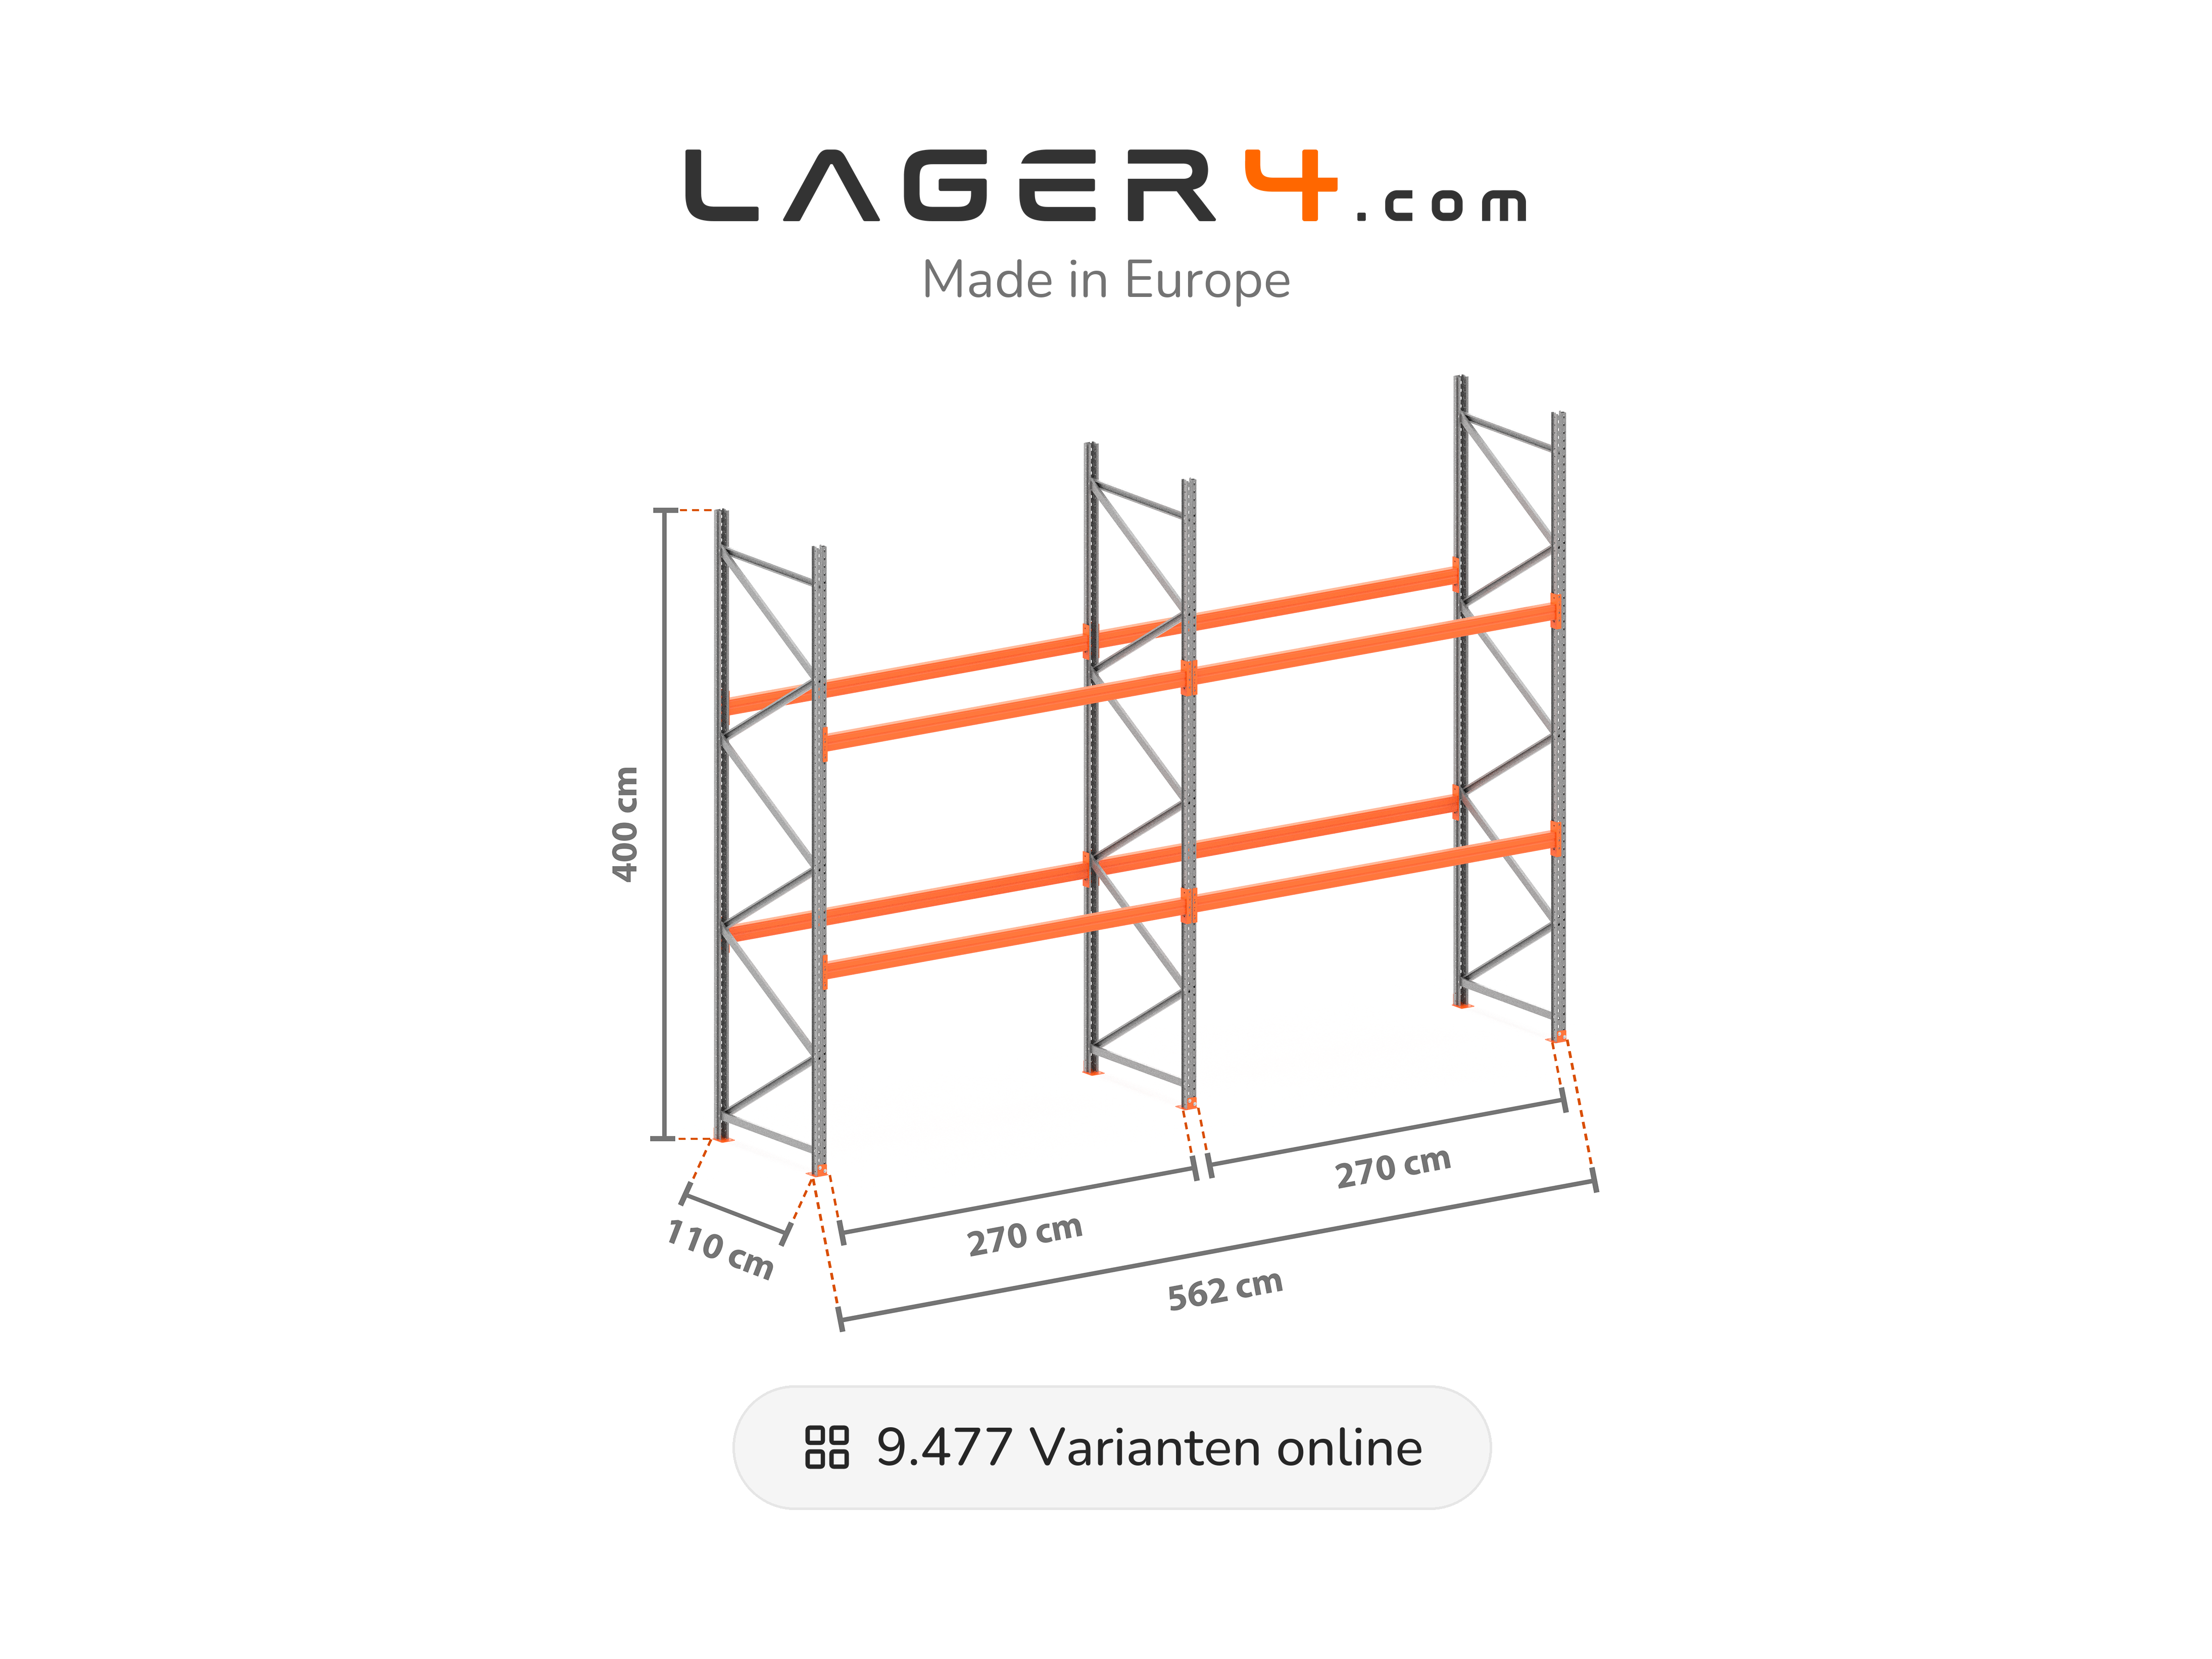 LAGER4.com
Made in Europe
400 cm
110 cm
270 cm
270 cm
562 cm
9.477 Varianten online